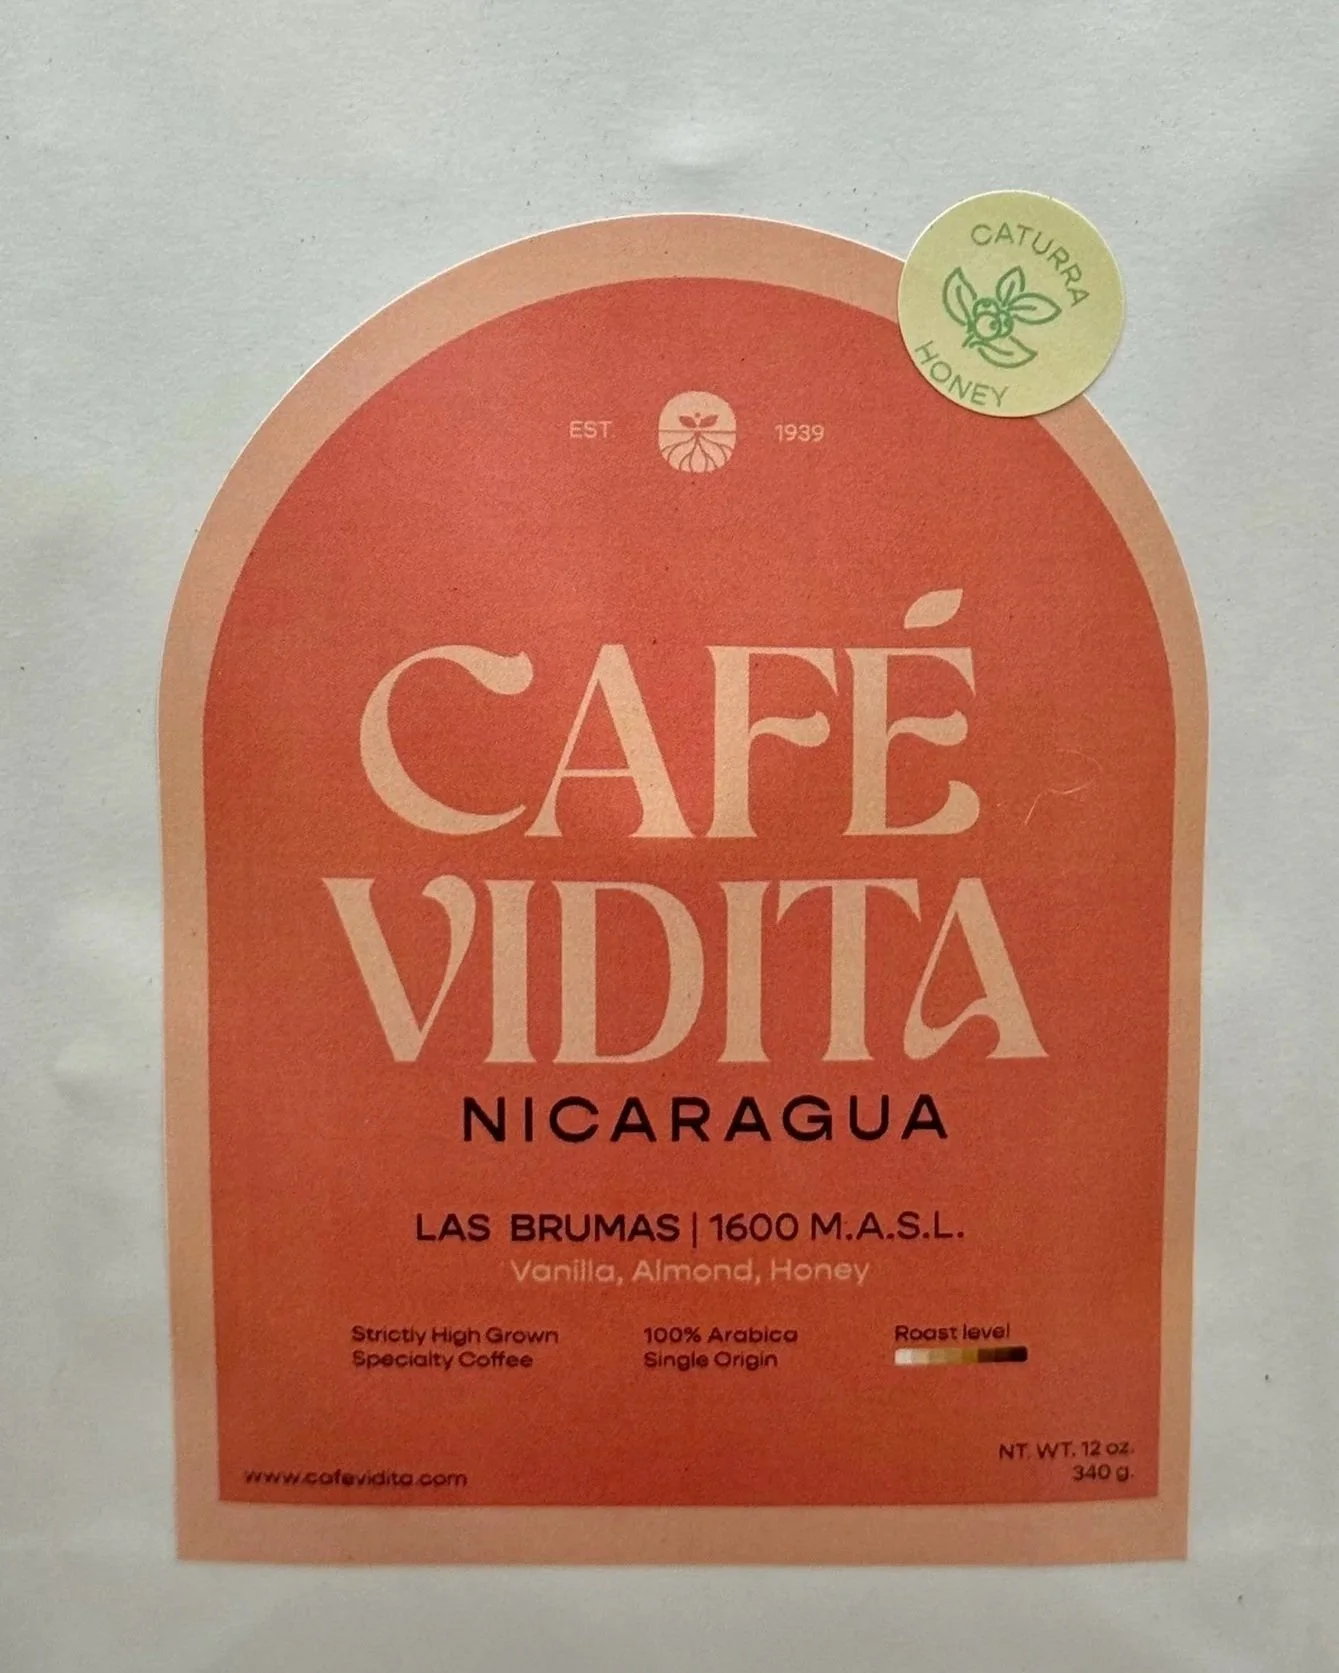 CATURRA
HONEY
EST. 1939
CAFÉ
VIDITA
NICARAGUA
LAS BRUMAS | 1600 M.A.S.L.
Vanilla, Almond, Honey
Strictly High Grown
Specialty Coffee
100% Arabica
Single Origin
Roast level
NT. WT. 12 oz.
340 g.
www.cafevidita.com